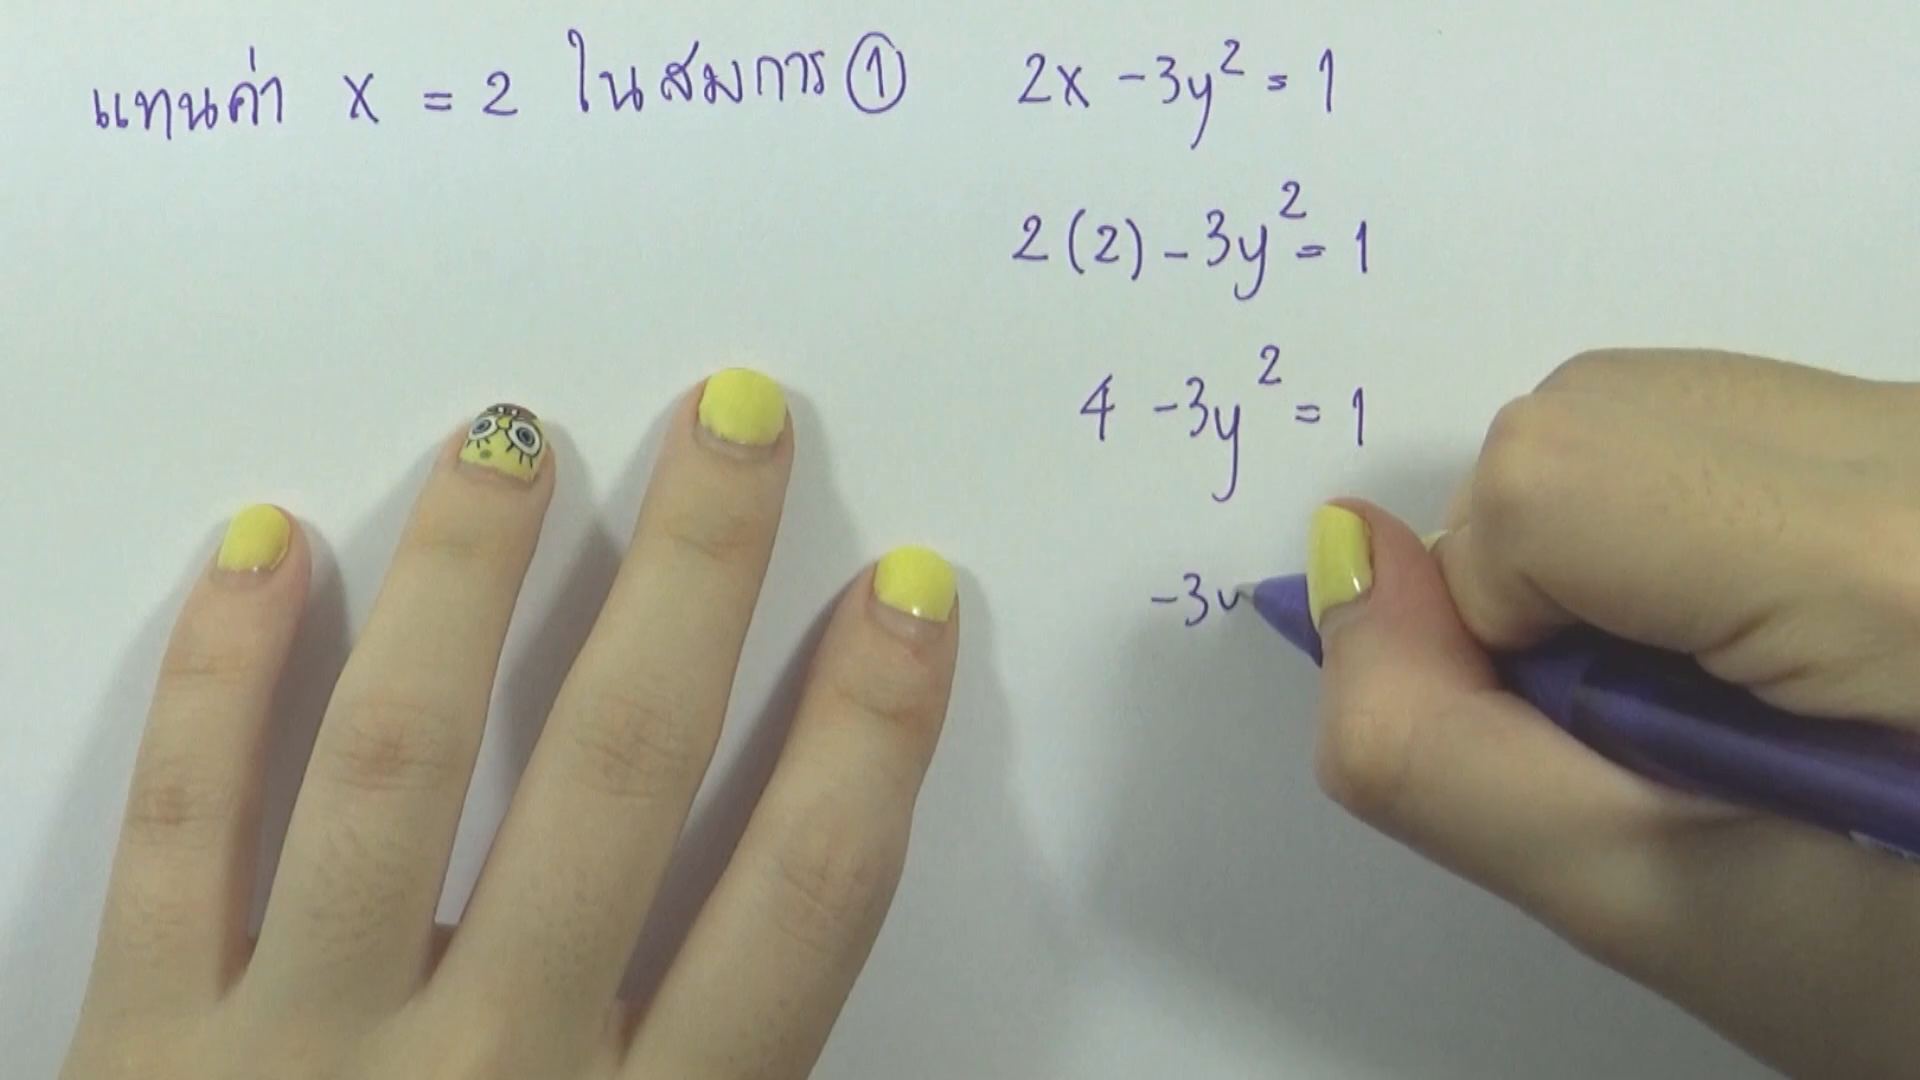 แทนค่า x = 2 ในสมการ ① 2x - 3y² = 1
2(2) - 3y² = 1
4 - 3y² = 1
-3y